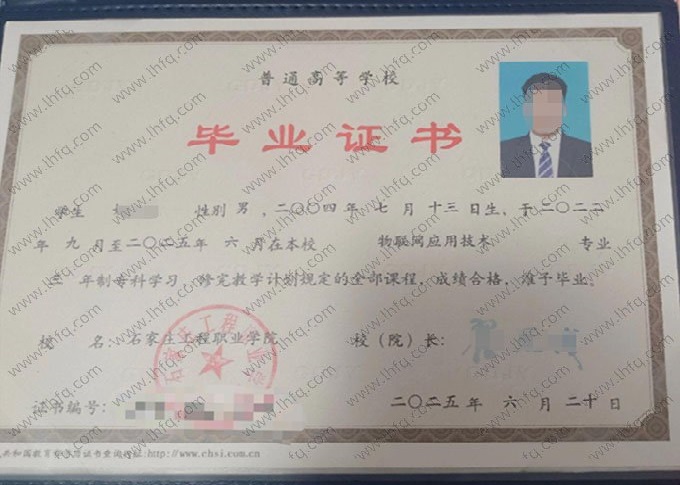 普通高等学校
毕业证书
学生 性别 男 ,二〇〇四年 七 月 十三 日生，于二〇二二
年 九 月至二〇二五年 六 月在本校 物联网应用技术 专业
三 年制专科学习，修完教学计划规定的全部课程，成绩合格，准予毕业。
校 名：石家庄工程职业学院 校（院）长：
证书编号：
二〇二五年 六 月 二十 日
http://www.chsi.com.cn
www.lhfq.com